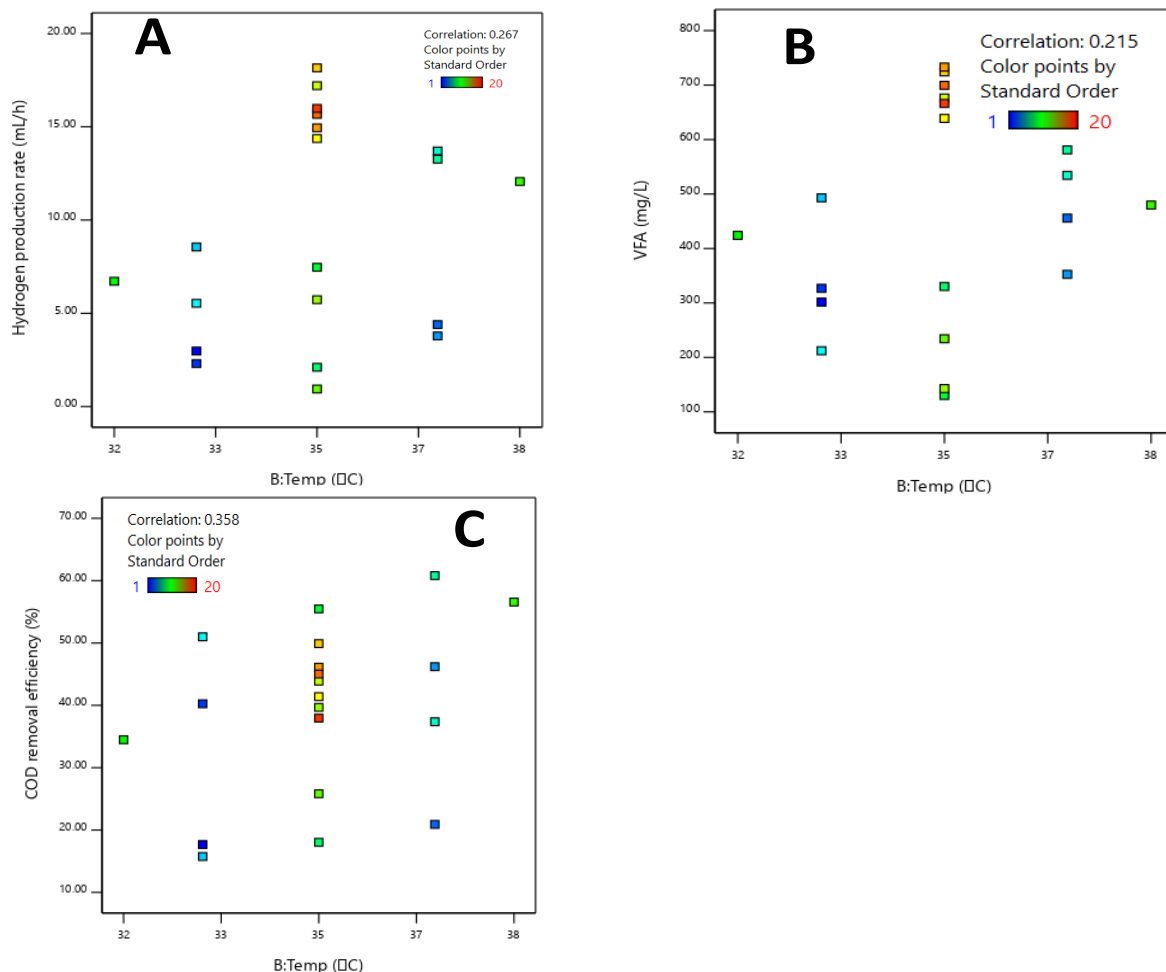 A
Correlation: 0.267
Color points by
Standard Order
1 20
Hydrogen production rate (mL/h)
20.00
15.00
10.00
5.00
0.00
32 33 35 37 38
B:Temp (□C)
B
Correlation: 0.215
Color points by
Standard Order
1 20
VFA (mg/L)
800
700
600
500
400
300
200
100
32 33 35 37 38
B:Temp (□C)
C
Correlation: 0.358
Color points by
Standard Order
1 20
COD removal efficiency (%)
70.00
60.00
50.00
40.00
30.00
20.00
10.00
32 33 35 37 38
B:Temp (□C)